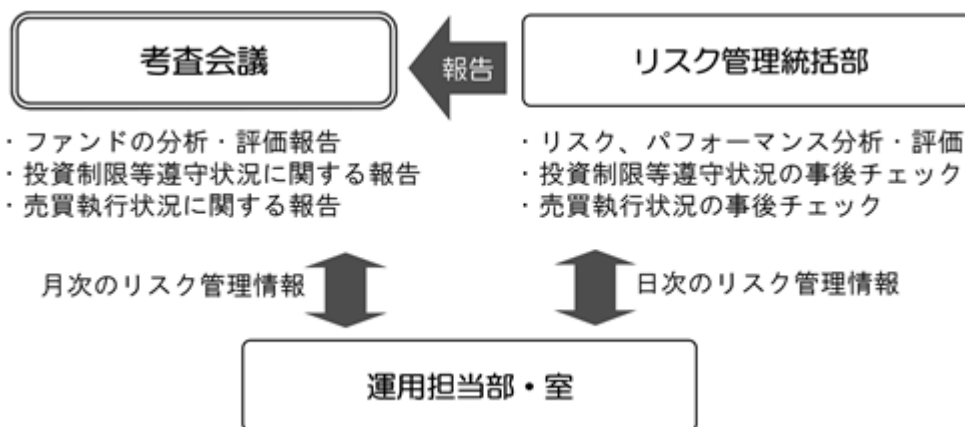 考査会議
報告
リスク管理統括部
・ファンドの分析・評価報告
・投資制限等遵守状況に関する報告
・売買執行状況に関する報告
・リスク、パフォーマンス分析・評価
・投資制限等遵守状況の事後チェック
・売買執行状況の事後チェック
月次のリスク管理情報
日次のリスク管理情報
運用担当部・室